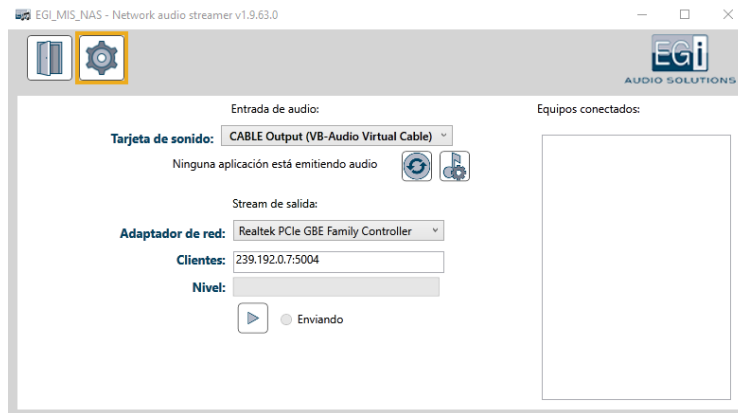 EGI_MIS_NAS - Network audio streamer v1.9.63.0
EGi
AUDIO SOLUTIONS
Entrada de audio:
Equipos conectados:
Tarjeta de sonido:
CABLE Output (VB-Audio Virtual Cable)
Ninguna aplicación está emitiendo audio
Stream de salida:
Adaptador de red:
Realtek PCIe GBE Family Controller
Clientes:
239.192.0.7:5004
Nivel:
Enviando